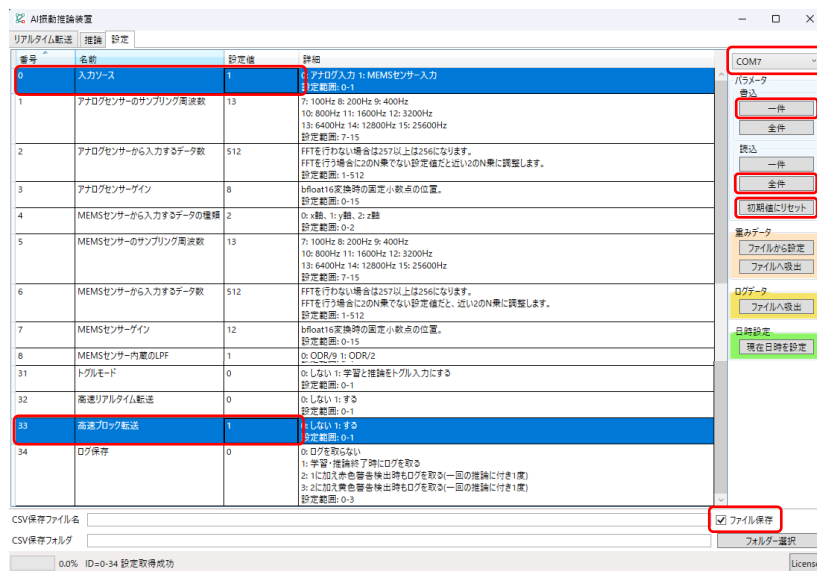 AI振動推論装置
リアルタイム転送 推論 設定
番号 名前 設定値 詳細
0 入力ソース 1 0: アナログ入力 1: MEMSセンサー入力
設定範囲: 0-1
1 アナログセンサーのサンプリング周波数 13 7: 100Hz 8: 200Hz 9: 400Hz
10: 800Hz 11: 1600Hz 12: 3200Hz
13: 6400Hz 14: 12800Hz 15: 25600Hz
設定範囲: 7-15
2 アナログセンサーから入力するデータ数 512 FFTを行わない場合は257以上は256になります。
FFTを行う場合に2のN乗でない設定値だと近い2のN乗に調整します。
設定範囲: 1-512
3 アナログセンサーゲイン 8 bfloat16変換時の固定小数点の位置。
設定範囲: 0-15
4 MEMSセンサーから入力するデータの種類 2 0: x軸、1: y軸、2: z軸
設定範囲: 0-2
5 MEMSセンサーのサンプリング周波数 13 7: 100Hz 8: 200Hz 9: 400Hz
10: 800Hz 11: 1600Hz 12: 3200Hz
13: 6400Hz 14: 12800Hz 15: 25600Hz
設定範囲: 7-15
6 MEMSセンサーから入力するデータ数 512 FFTを行わない場合は257以上は256になります。
FFTを行う場合に2のN乗でない設定値だと、近い2のN乗に調整します。
設定範囲: 1-512
7 MEMSセンサーゲイン 12 bfloat16変換時の固定小数点の位置。
設定範囲: 0-15
8 MEMSセンサー内蔵のLPF 1 0: ODR/9 1: ODR/2
31 トグルモード 0 0: しない 1: 学習と推論をトグル入力にする
設定範囲: 0-1
32 高速リアルタイム転送 0 0: しない 1: する
設定範囲: 0-1
33 高速ブロック転送 1 0: しない 1: する
設定範囲: 0-1
34 ログ保存 0 0: ログを取らない
1: 学習・推論終了時にログを取る
2: 1に加え赤色警告検出時もログを取る(一回の推論に付き1度)
3: 2に加え黄色警告検出時もログを取る(一回の推論に付き1度)
設定範囲: 0-3
COM7
パラメータ
書込
一件
全件
読込
一件
全件
初期値にリセット
重みデータ
ファイルから設定
ファイルへ吸出
ログデータ
ファイルへ吸出
日時設定
現在日時を設定
CSV保存ファイル名 ファイル保存
CSV保存フォルダ フォルダー選択
0.0% ID=0-34 設定取得成功 License